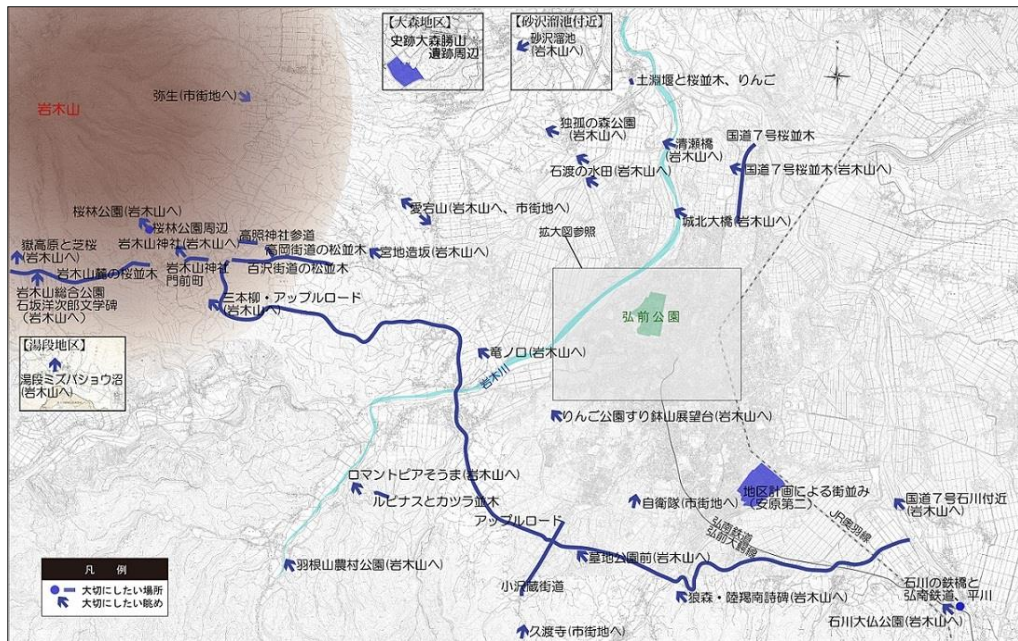 【大森地区】
史跡大森勝山
遺跡周辺
【砂沢溜池付近】
砂沢溜池
(岩木山へ)
土淵堰と桜並木、りんご
弥生(市街地へ)
岩木山
独孤の森公園
(岩木山へ)
清瀬橋
(岩木山へ)
国道7号桜並木
石渡の水田(岩木山へ)
国道7号桜並木(岩木山へ)
桜林公園(岩木山へ)
桜林公園周辺
愛宕山(岩木山へ、市街地へ)
城北大橋(岩木山へ)
高照神社参道
拡大図参照
嶽高原と芝桜
(岩木山へ)
岩木山神社(岩木山へ)
高岡街道の松並木
宮地造坂(岩木山へ)
岩木山麓の桜並木
岩木山神社
門前町
百沢街道の松並木
岩木山総合公園
石坂洋次郎文学碑
(岩木山へ)
三本柳・アップルロード
(岩木山へ)
弘前公園
【湯段地区】
湯段ミズバショウ沼
(岩木山へ)
竜ノ口(岩木山へ)
岩木川
りんご公園すり鉢山展望台(岩木山へ)
ロマントピアそうま(岩木山へ)
ルピナスとカツラ並木
自衛隊(市街地へ)
地区計画による街並み
(安原第二)
国道7号石川付近
(岩木山へ)
アップルロード
弘南鉄道
弘前大鰐線
JR奥羽線
羽根山農村公園(岩木山へ)
墓地公園前(岩木山へ)
小沢蔵街道
狼森・陸羯南詩碑(岩木山へ)
石川の鉄橋と
弘南鉄道、平川
石川大仏公園(岩木山へ)
久渡寺(市街地へ)
凡 例
大切にしたい場所
大切にしたい眺め